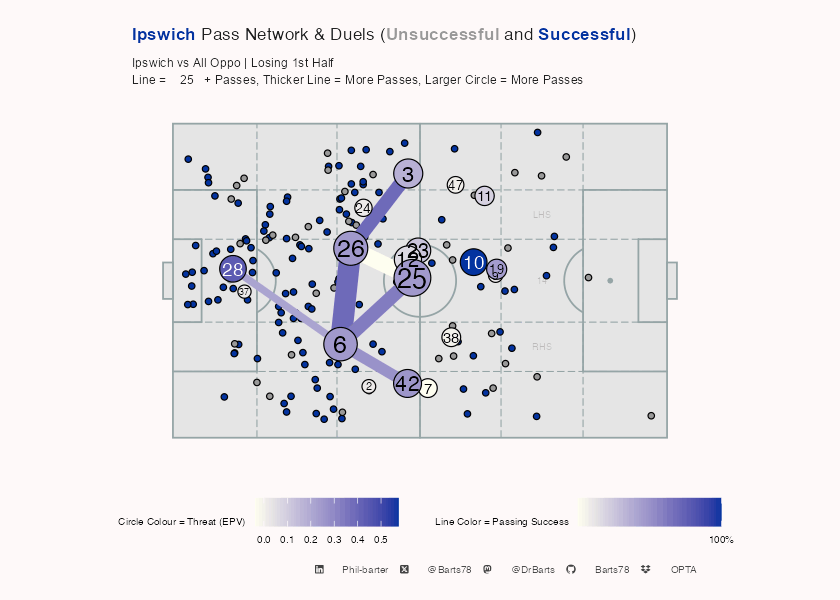 Ipswich Pass Network & Duels (Unsuccessful and Successful)
Ipswich vs All Oppo | Losing 1st Half
Line = 25 + Passes, Thicker Line = More Passes, Larger Circle = More Passes
3
47
11
LHS
24
26
23
12
10
19
28
25
37
38
6
RHS
2
42
7
Circle Colour = Threat (EPV)
0.0 0.1 0.2 0.3 0.4 0.5
Line Color = Passing Success
100%
Phil-barter @Barts78 @DrBarts Barts78 OPTA